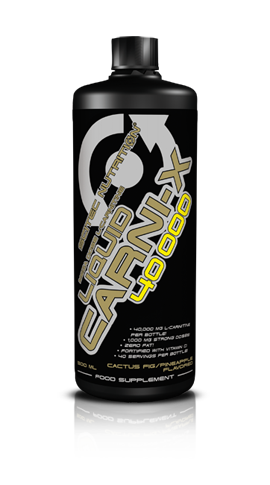 SCITEC NUTRITION
LIQUID
CARNI-X
40 000
• 40,000 MG L-CARNITINE
PER BOTTLE!
• 1,000 MG STRONG DOSES
• ZERO FAT!
• FORTIFIED WITH VITAMIN C
• 40 SERVINGS PER BOTTLE!
500 ML
CACTUS FIG/PINEAPPLE
FLAVORED
FOOD SUPPLEMENT